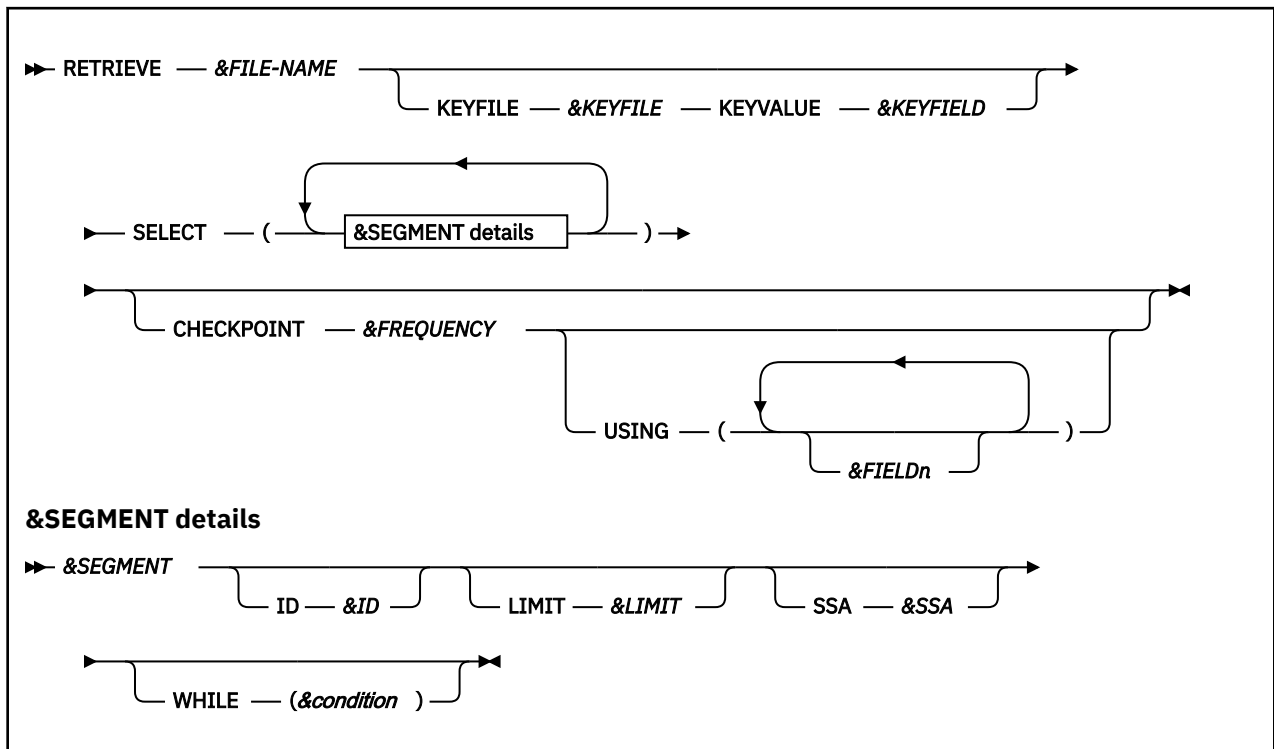 RETRIEVE &FILE-NAME
KEYFILE &KEYFILE KEYVALUE &KEYFIELD
SELECT ( &SEGMENT details )
CHECKPOINT &FREQUENCY
USING ( )
&FIELDn
&SEGMENT details
&SEGMENT
ID &ID LIMIT &LIMIT SSA &SSA
WHILE (&condition )